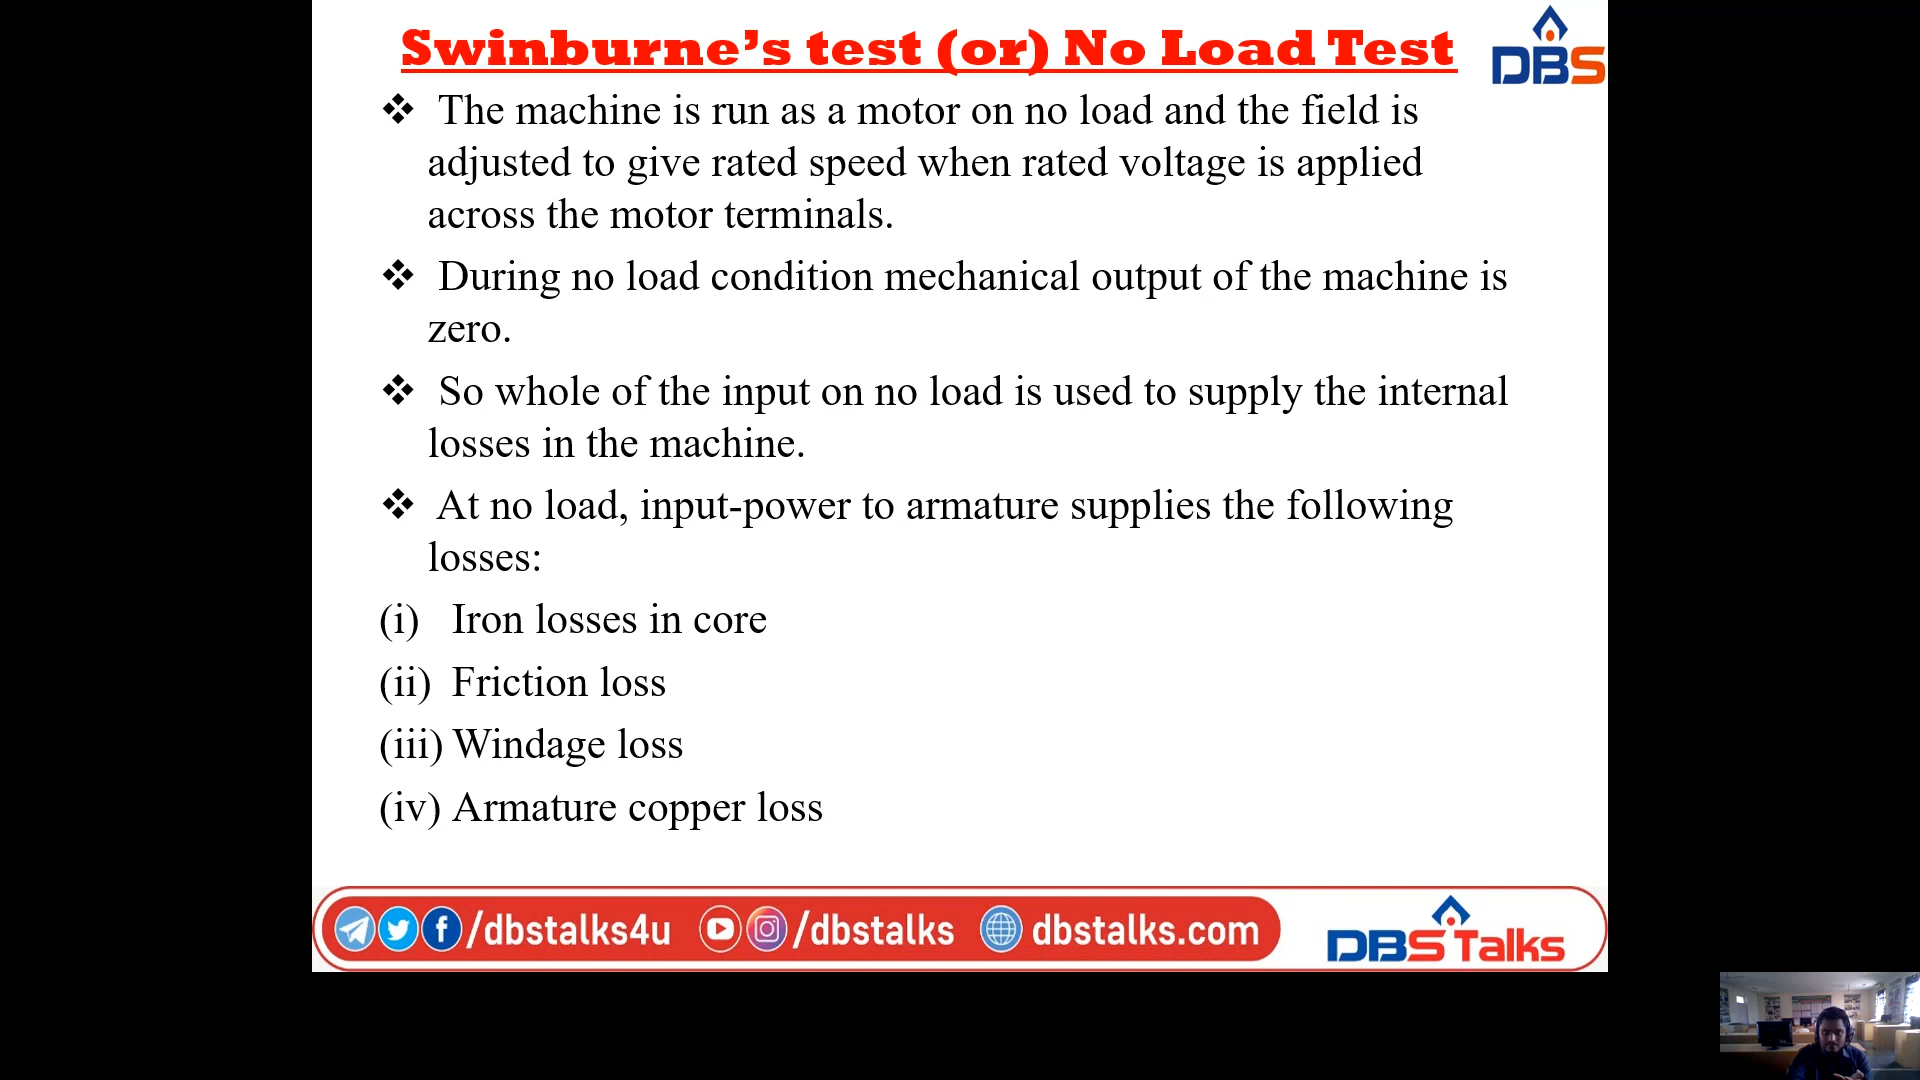 Swinburne’s test (or) No Load Test
DBS
❖ The machine is run as a motor on no load and the field is
adjusted to give rated speed when rated voltage is applied
across the motor terminals.
❖ During no load condition mechanical output of the machine is
zero.
❖ So whole of the input on no load is used to supply the internal
losses in the machine.
❖ At no load, input-power to armature supplies the following
losses:
(i) Iron losses in core
(ii) Friction loss
(iii) Windage loss
(iv) Armature copper loss
/dbstalks4u /dbstalks dbstalks.com
DBS Talks